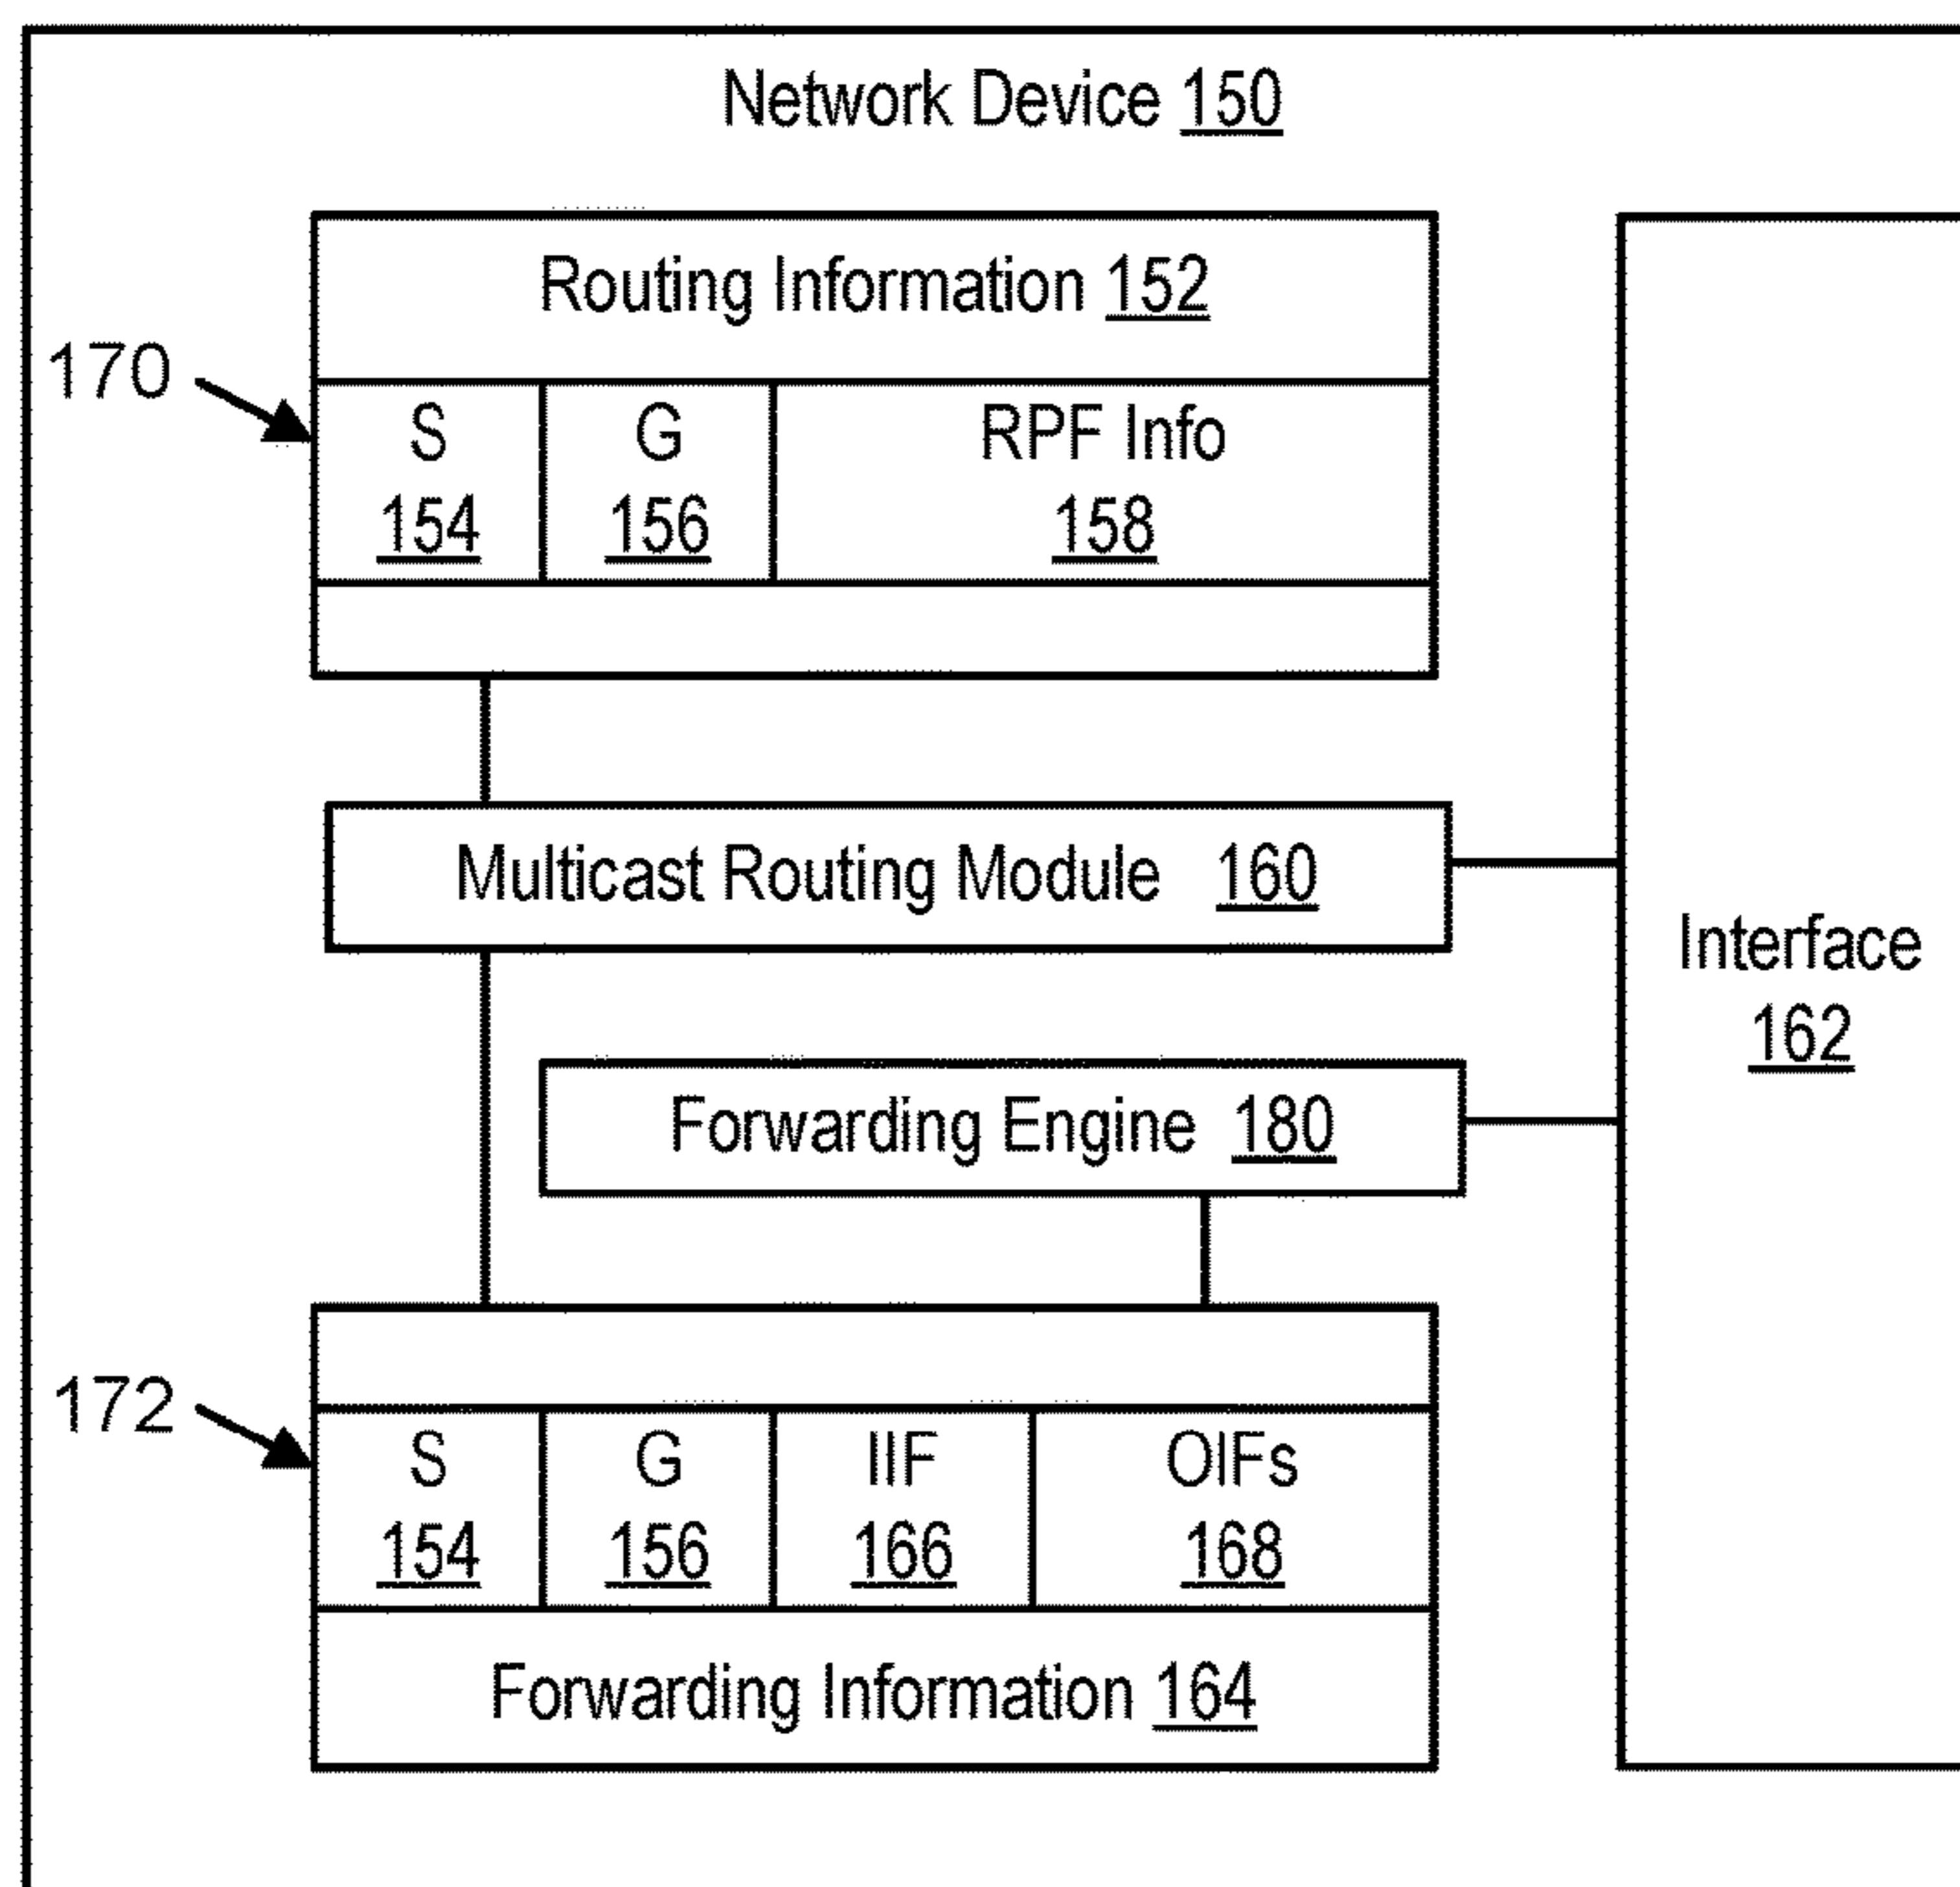 Network Device 150
Routing Information 152
170
S
154
G
156
RPF Info
158
Multicast Routing Module 160
Interface
162
Forwarding Engine 180
172
S
154
G
156
IIF
166
OIFs
168
Forwarding Information 164